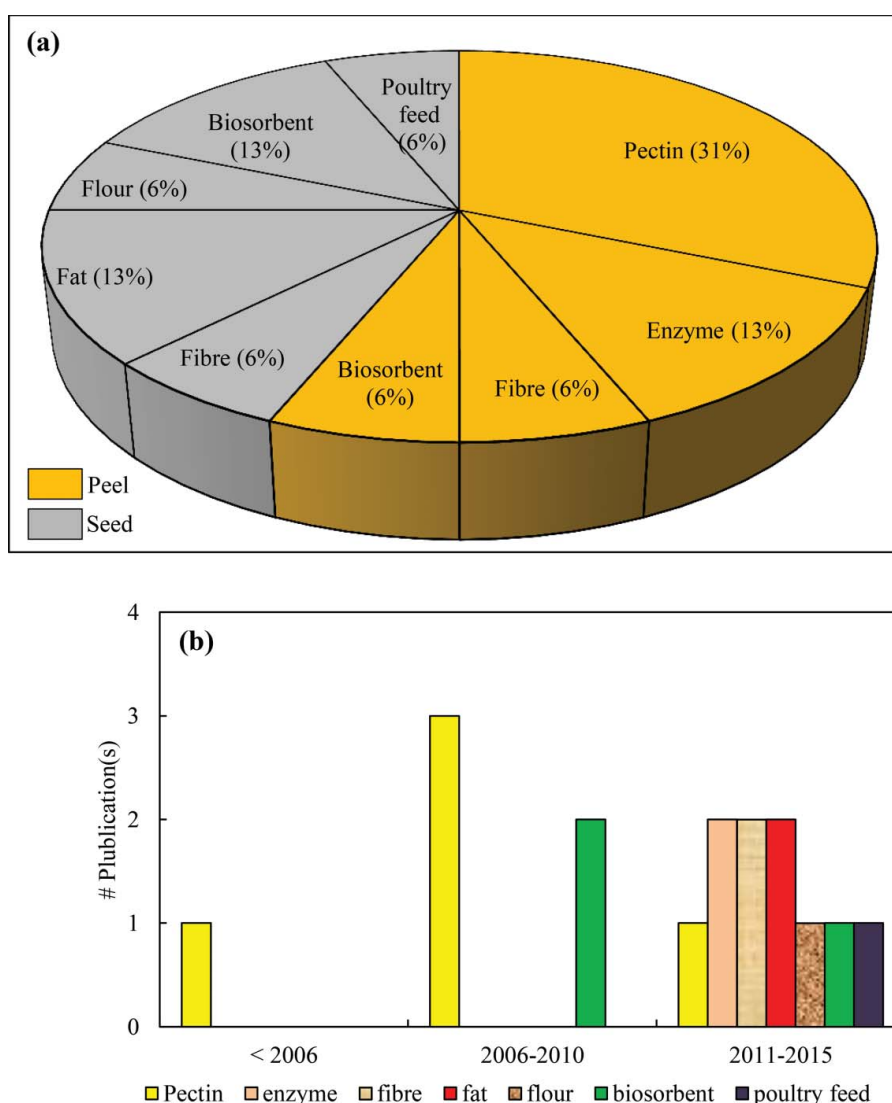 (a)
Poultry
feed
(6%)
Biosorbent
(13%)
Pectin (31%)
Flour (6%)
Fat (13%)
Enzyme (13%)
Fibre (6%)
Biosorbent
(6%)
Fibre (6%)
Peel
Seed
(b)
# Plublication(s)
4
3
2
1
0
< 2006 2006-2010 2011-2015
Pectin enzyme fibre fat flour biosorbent poultry feed